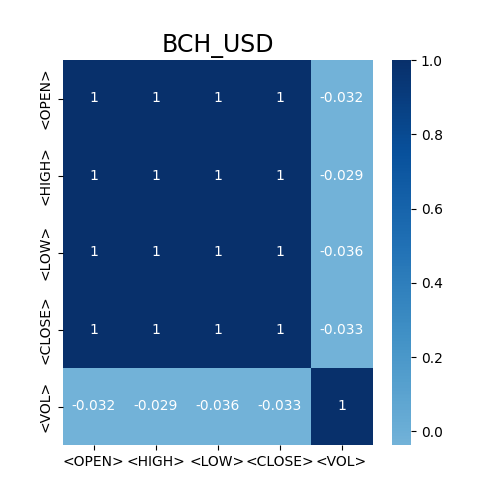 BCH_USD
<OPEN> 1 1 1 1 -0.032
<HIGH> 1 1 1 1 -0.029
<LOW> 1 1 1 1 -0.036
<CLOSE> 1 1 1 1 -0.033
<VOL> -0.032 -0.029 -0.036 -0.033 1
<OPEN> <HIGH> <LOW> <CLOSE> <VOL>
1.0
0.8
0.6
0.4
0.2
0.0